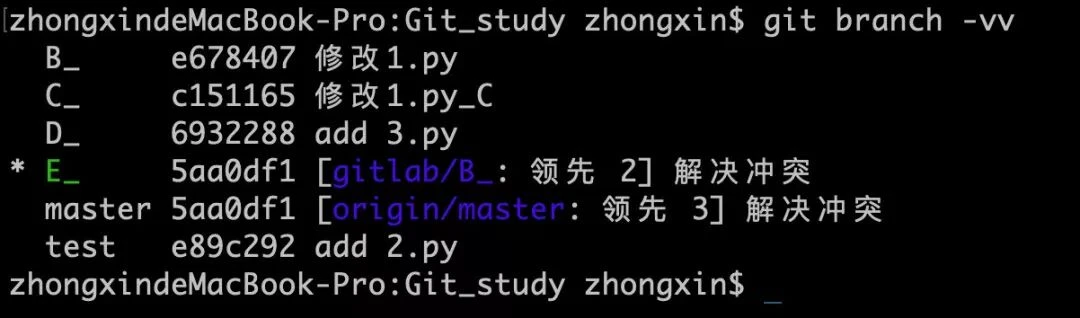 [zhongxindeMacBook-Pro:Git_study zhongxin$ git branch -vv
  B_     e678407 修改1.py
  C_     c151165 修改1.py_C
  D_     6932288 add 3.py
* E_     5aa0df1 [gitlab/B_: 领先 2] 解决冲突
  master 5aa0df1 [origin/master: 领先 3] 解决冲突
  test   e89c292 add 2.py
zhongxindeMacBook-Pro:Git_study zhongxin$